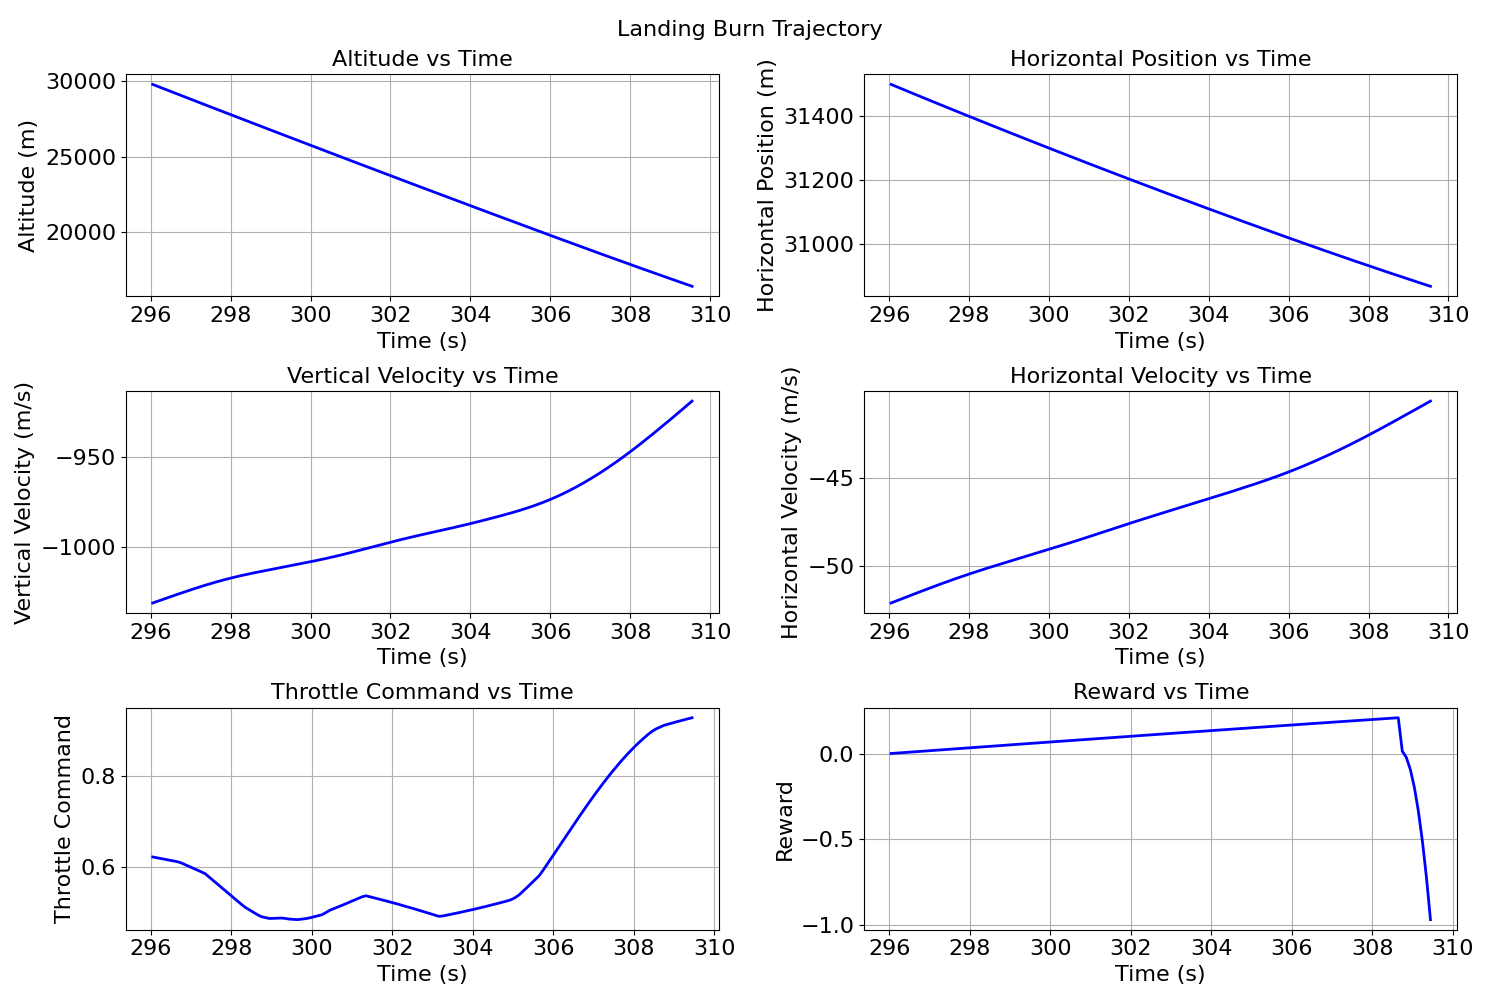 Landing Burn Trajectory
Altitude vs Time
Altitude (m)
30000
25000
20000
296 298 300 302 304 306 308 310
Time (s)
Horizontal Position vs Time
Horizontal Position (m)
31400
31200
31000
296 298 300 302 304 306 308 310
Time (s)
Vertical Velocity vs Time
Vertical Velocity (m/s)
−950
−1000
296 298 300 302 304 306 308 310
Time (s)
Horizontal Velocity vs Time
Horizontal Velocity (m/s)
−45
−50
296 298 300 302 304 306 308 310
Time (s)
Throttle Command vs Time
Throttle Command
0.8
0.6
296 298 300 302 304 306 308 310
Time (s)
Reward vs Time
Reward
0.0
−0.5
−1.0
296 298 300 302 304 306 308 310
Time (s)